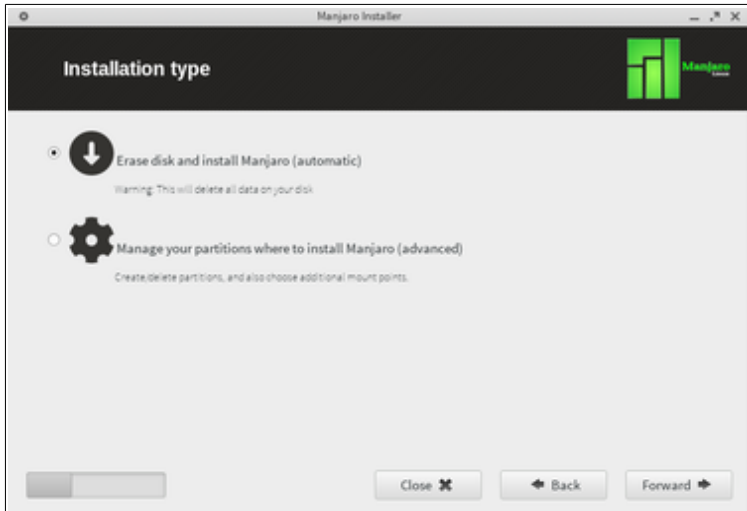 Manjaro Installer
Installation type
Manjaro
Linux
Erase disk and install Manjaro (automatic)
Warning: This will delete all data on your disk
Manage your partitions where to install Manjaro (advanced)
Create/delete partitions, and also choose additional mount points.
Close
Back
Forward